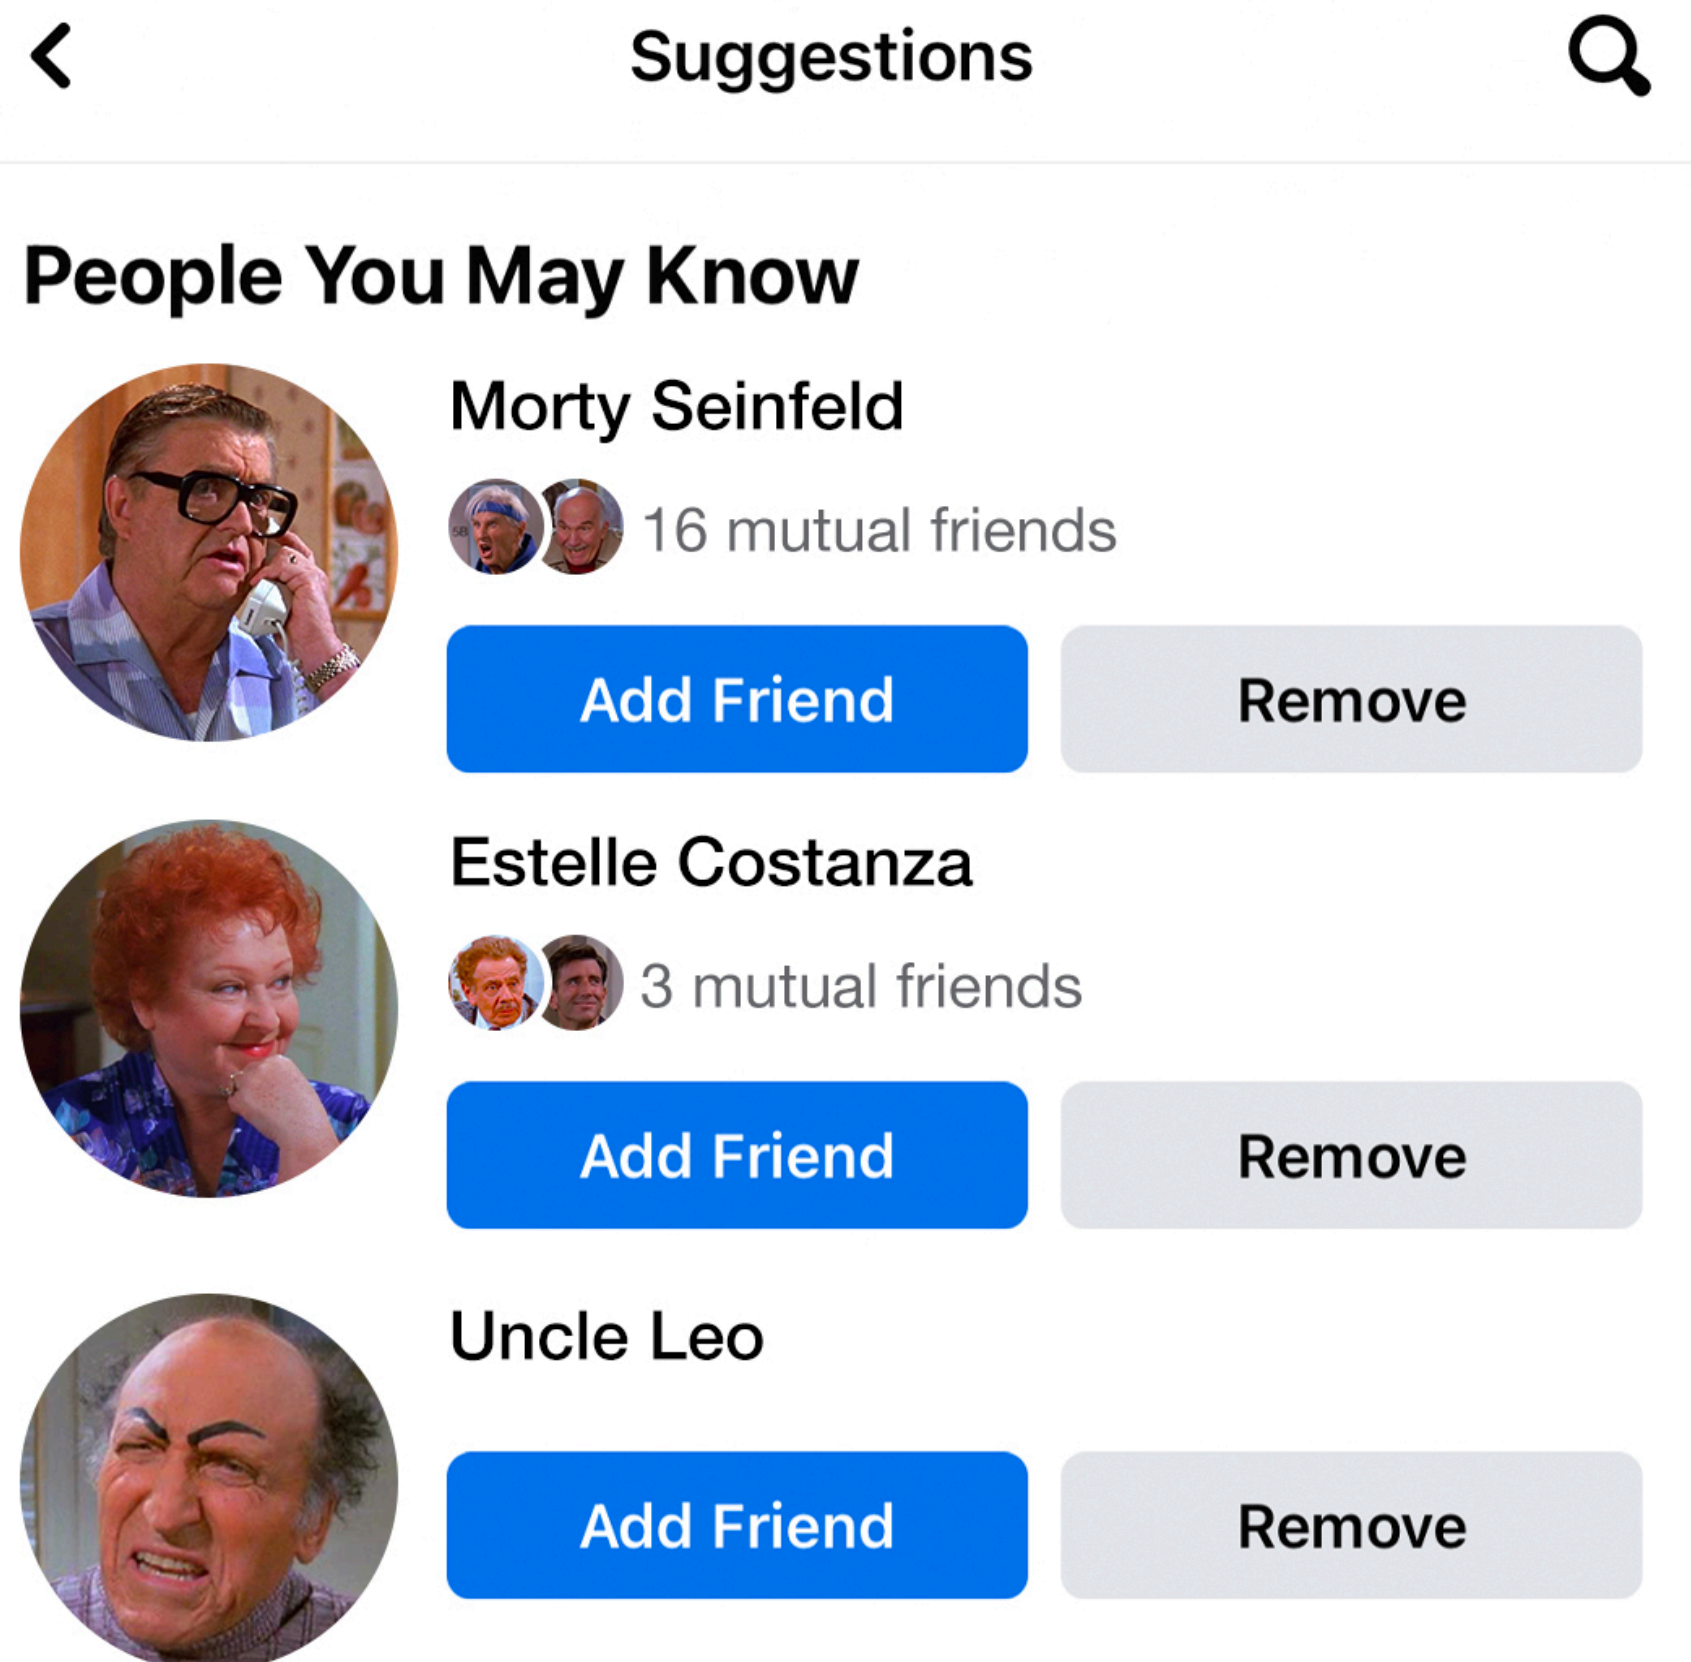 Suggestions
People You May Know
Morty Seinfeld
5B
16 mutual friends
Add Friend
Remove
Estelle Costanza
3 mutual friends
Add Friend
Remove
Uncle Leo
Add Friend
Remove